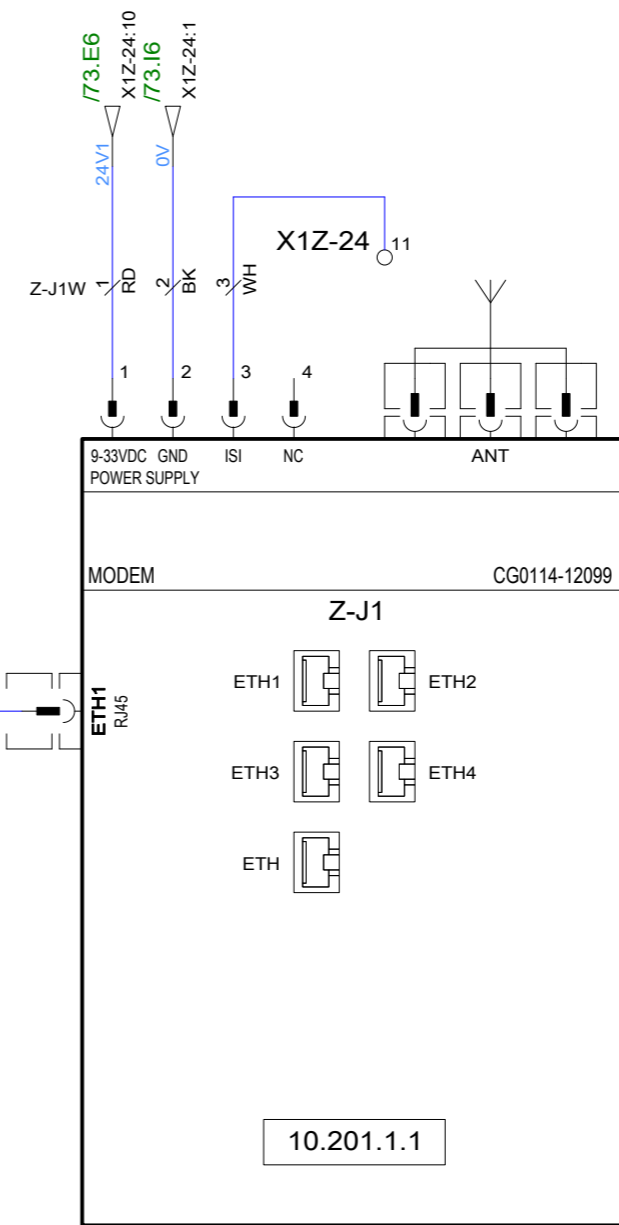 /73.E6
X1Z-24:10
/73.I6
X1Z-24:1
24V1
0V
X1Z-24 11
Z-J1W 1 RD 2 BK 3 WH
1 2 3 4
9-33VDC GND ISI NC ANT
POWER SUPPLY
MODEM CG0114-12099
Z-J1
ETH1 ETH2
ETH1
RJ45
ETH3 ETH4
ETH
10.201.1.1